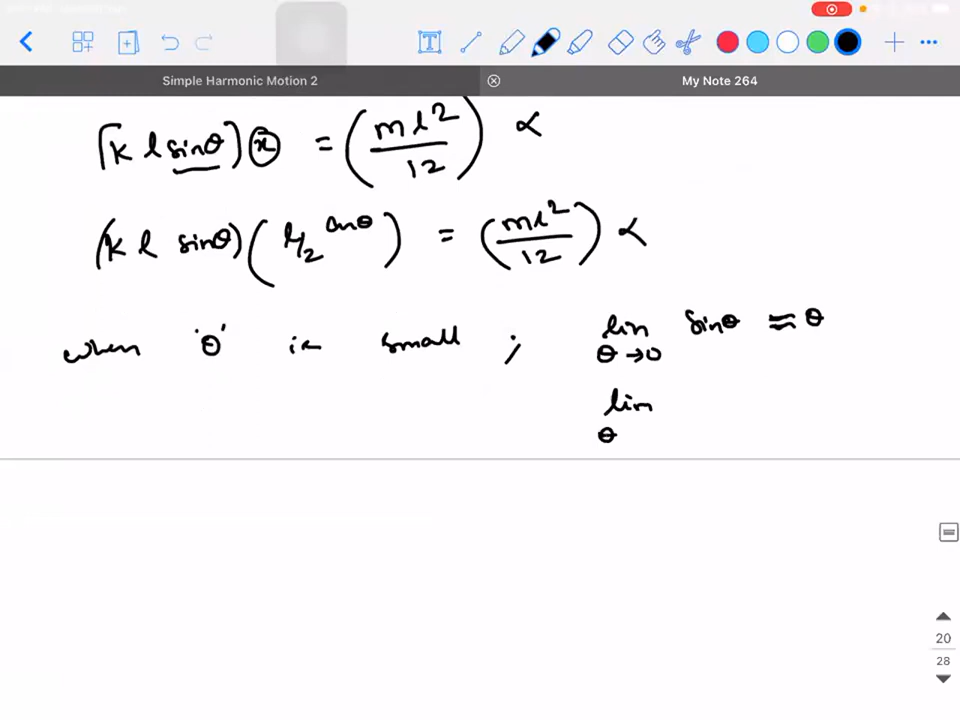 Simple Harmonic Motion 2
My Note 264
[k l sinθ) x = (ml²/12) α
(k l sinθ)(l/2 cosθ) = (ml²/12) α
when 'θ' is small ; lim θ→0 sinθ ≈ θ
lim θ
20
28